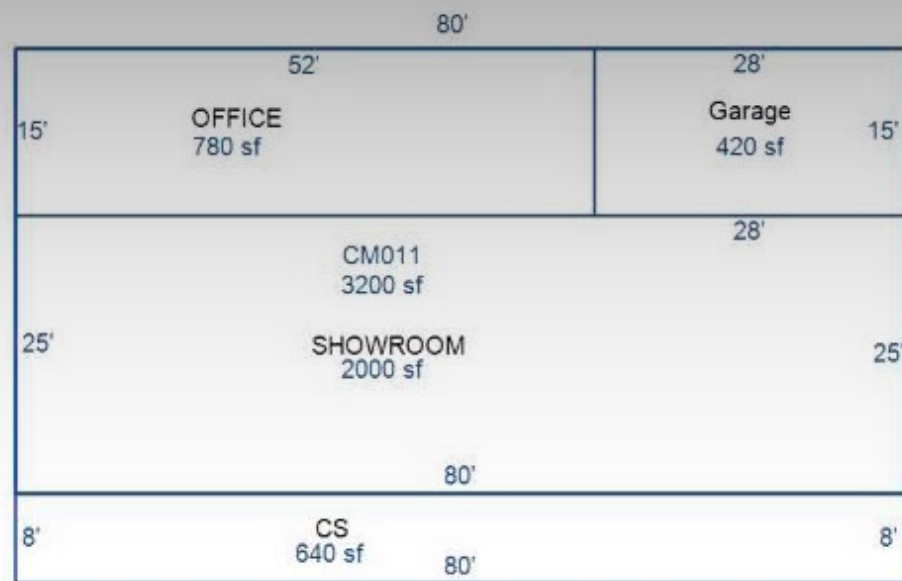 80'
52'
28'
15'
OFFICE
780 sf
Garage
420 sf
15'
28'
CM011
3200 sf
25'
SHOWROOM
2000 sf
25'
80'
8'
CS
640 sf
8'
80'